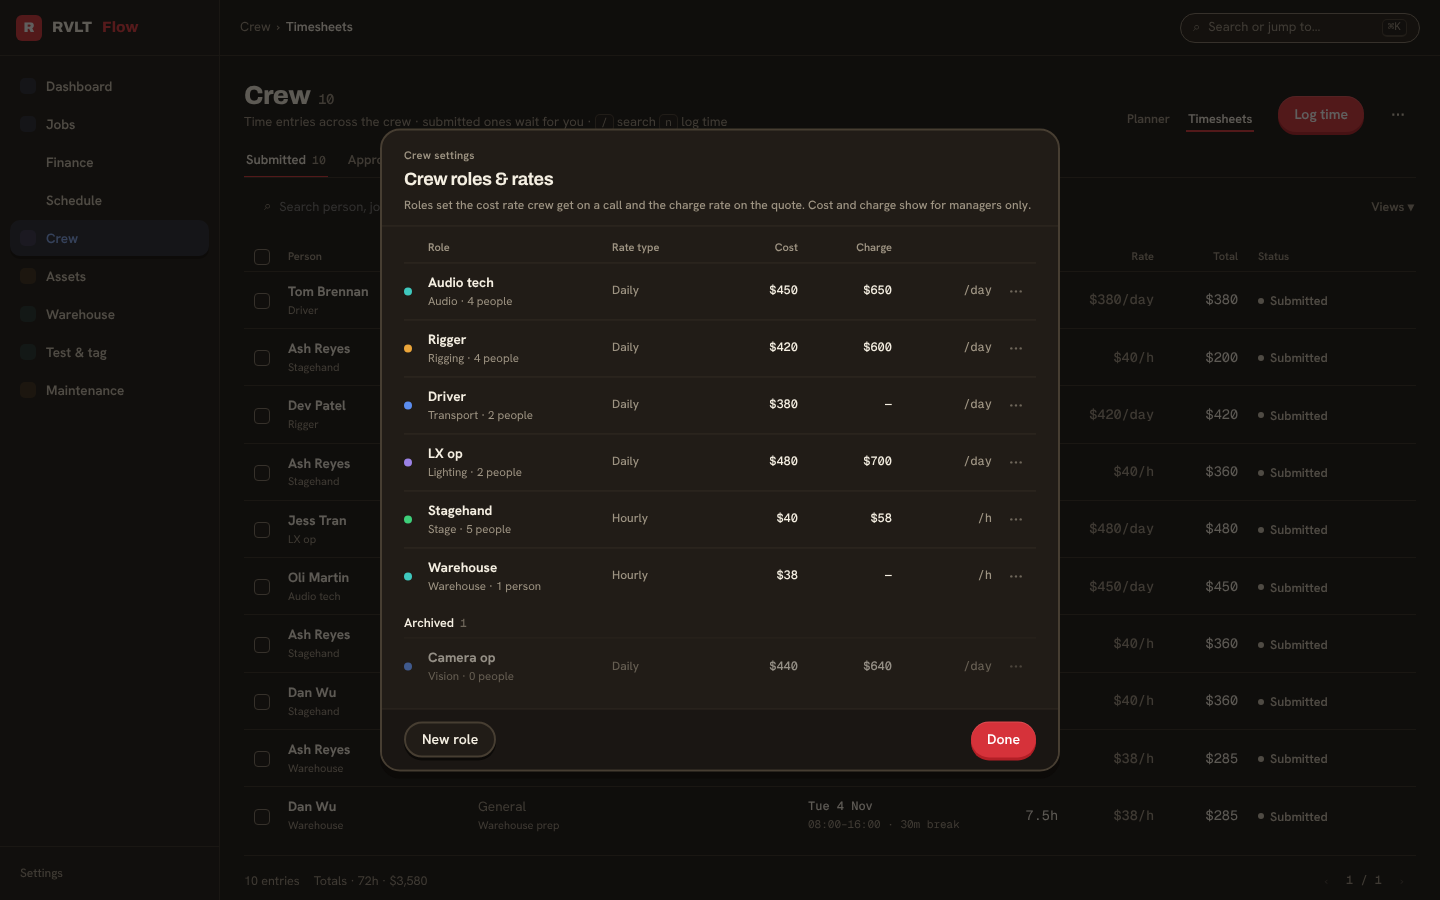 R RVLT Flow
Crew › Timesheets
Search or jump to... ⌘K
Dashboard
Jobs
Finance
Schedule
Crew
Assets
Warehouse
Test & tag
Maintenance
Settings
Crew 10
Time entries across the crew · submitted ones wait for you · / search n log time
Planner Timesheets Log time ...
Submitted 10 Appro
Search person, jo
Views ▾
Person Rate Total Status
Tom Brennan $380/day $380 Submitted
Driver
Ash Reyes $40/h $200 Submitted
Stagehand
Dev Patel $420/day $420 Submitted
Rigger
Ash Reyes $40/h $360 Submitted
Stagehand
Jess Tran $480/day $480 Submitted
LX op
Oli Martin $450/day $450 Submitted
Audio tech
Ash Reyes $40/h $360 Submitted
Stagehand
Dan Wu $40/h $360 Submitted
Stagehand
Ash Reyes $38/h $285 Submitted
Warehouse
Dan Wu General Tue 4 Nov 7.5h $38/h $285 Submitted
Warehouse Warehouse prep 08:00–16:00 · 30m break
10 entries Totals · 72h · $3,580
1 / 1
Crew settings
Crew roles & rates
Roles set the cost rate crew get on a call and the charge rate on the quote. Cost and charge show for managers only.
Role Rate type Cost Charge
Audio tech Daily $450 $650 /day ...
Audio · 4 people
Rigger Daily $420 $600 /day ...
Rigging · 4 people
Driver Daily $380 – /day ...
Transport · 2 people
LX op Daily $480 $700 /day ...
Lighting · 2 people
Stagehand Hourly $40 $58 /h ...
Stage · 5 people
Warehouse Hourly $38 – /h ...
Warehouse · 1 person
Archived 1
Camera op Daily $440 $640 /day ...
Vision · 0 people
New role Done